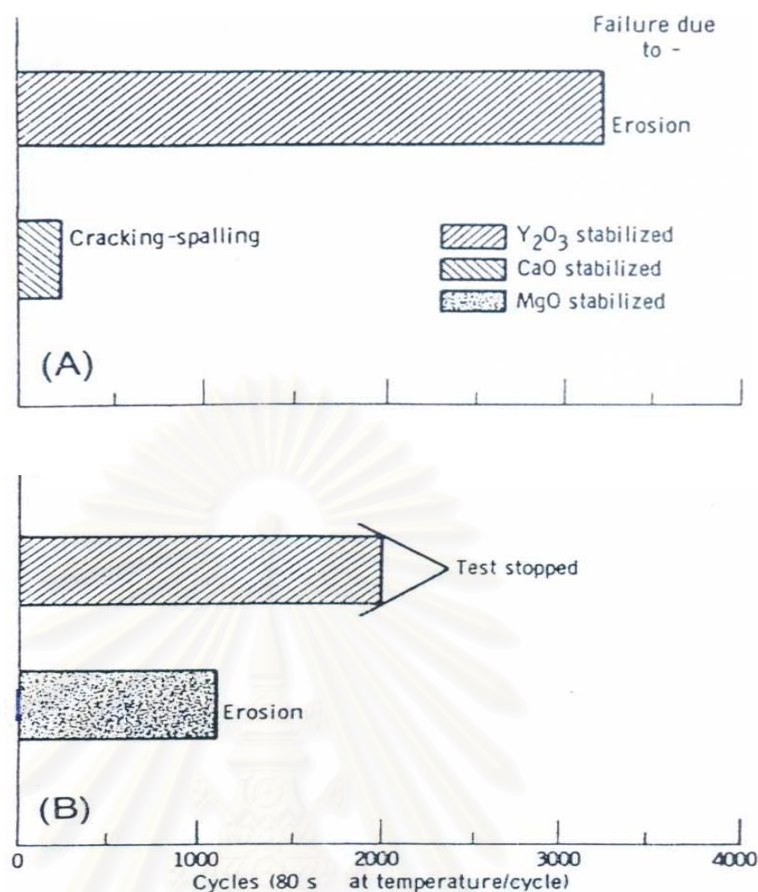 Failure due
to -
Erosion
Cracking-spalling
Y₂O₃ stabilized
CaO stabilized
MgO stabilized
(A)
Test stopped
Erosion
(B)
0 1000 2000 3000 4000
Cycles (80 s at temperature/cycle)